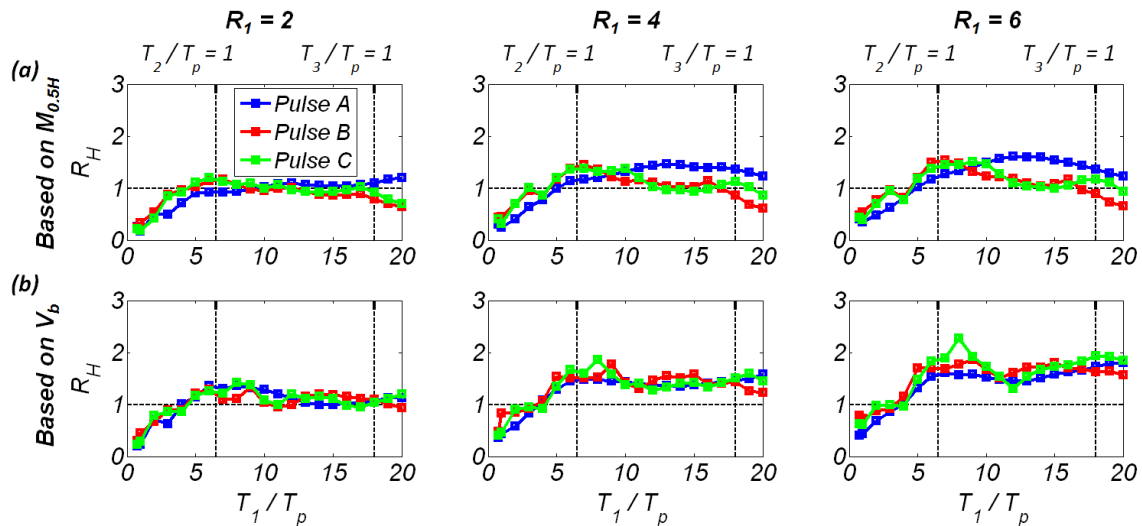 R1 = 2 R1 = 4 R1 = 6
T2 / Tp = 1 T3 / Tp = 1 T2 / Tp = 1 T3 / Tp = 1 T2 / Tp = 1 T3 / Tp = 1
(a)
Based on M0.5H
RH
3 2 1 0
Pulse A
Pulse B
Pulse C
0 5 10 15 20
3 2 1 0
0 5 10 15 20
3 2 1 0
0 5 10 15 20
(b)
Based on Vb
RH
3 2 1 0
0 5 10 15 20
T1 / Tp
3 2 1 0
0 5 10 15 20
T1 / Tp
3 2 1 0
0 5 10 15 20
T1 / Tp